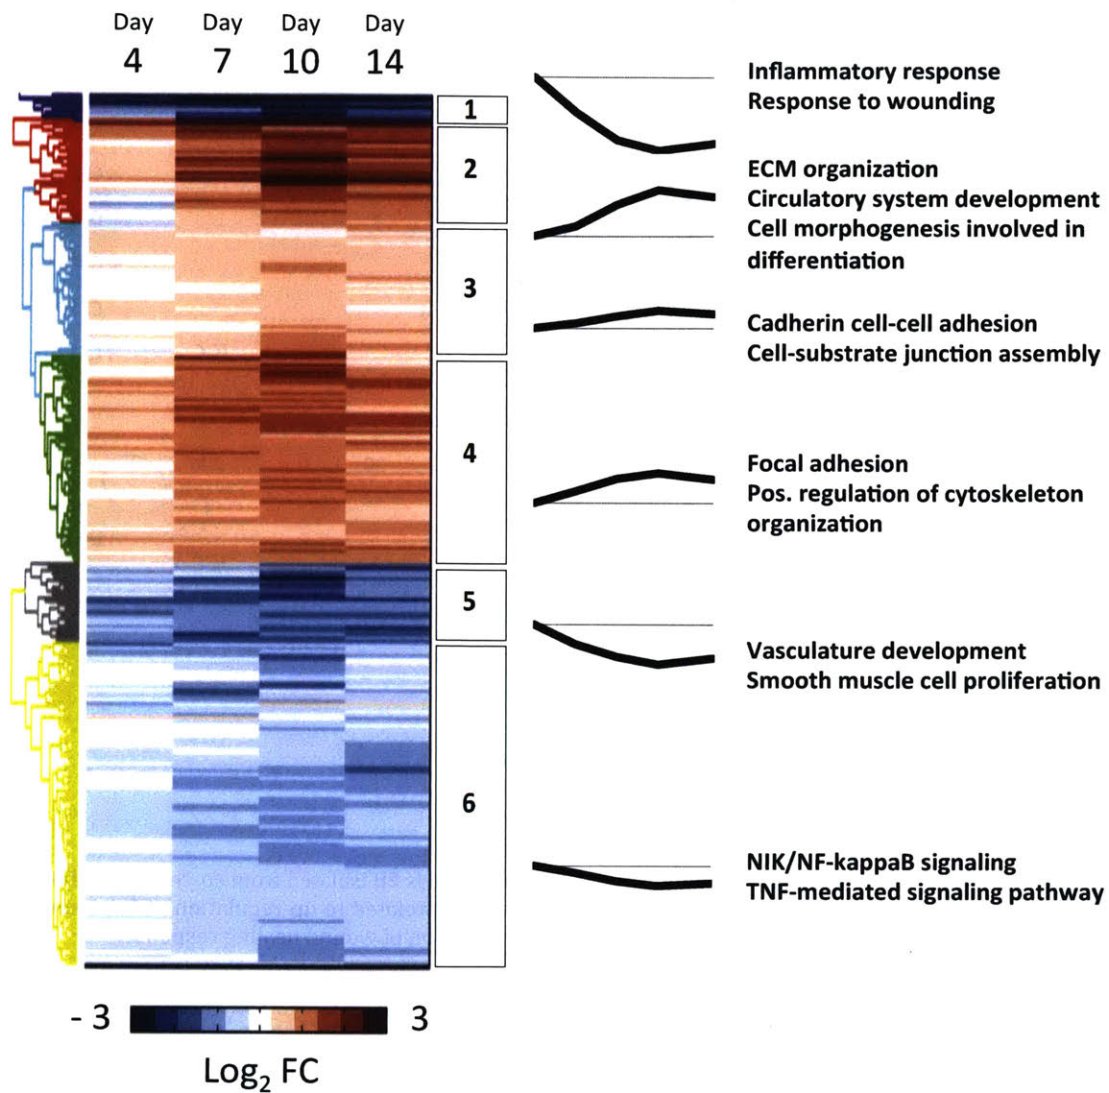 Day Day Day Day
4 7 10 14
1
2
3
4
5
6
Inflammatory response
Response to wounding
ECM organization
Circulatory system development
Cell morphogenesis involved in
differentiation
Cadherin cell-cell adhesion
Cell-substrate junction assembly
Focal adhesion
Pos. regulation of cytoskeleton
organization
Vasculature development
Smooth muscle cell proliferation
NIK/NF-kappaB signaling
TNF-mediated signaling pathway
- 3 3
Log₂ FC